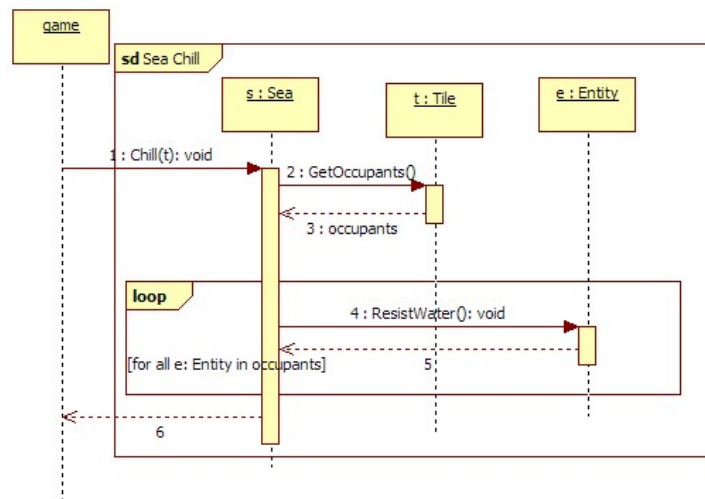 game
sd Sea Chill
s : Sea
t : Tile
e : Entity
1 : Chill(t): void
2 : GetOccupants()
3 : occupants
loop
4 : ResistWater(): void
[for all e: Entity in occupants]
5
6